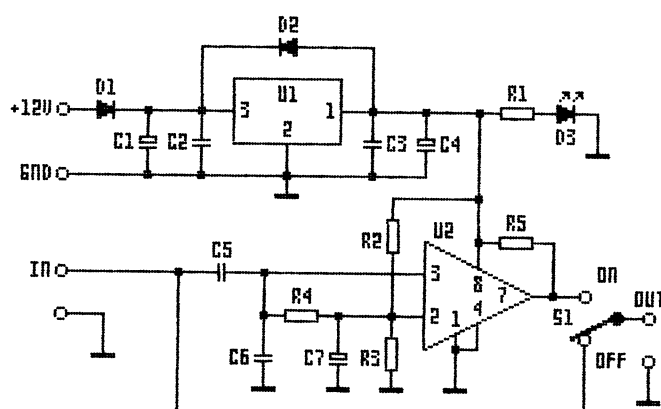 D2
D1
U1
R1
+12V
3
1
2
C1
C2
C3
C4
D3
GND
U2
R5
C5
R2
IN
3
8
7
ON
R4
2
1
4
OUT
S1
C6
C7
R3
OFF